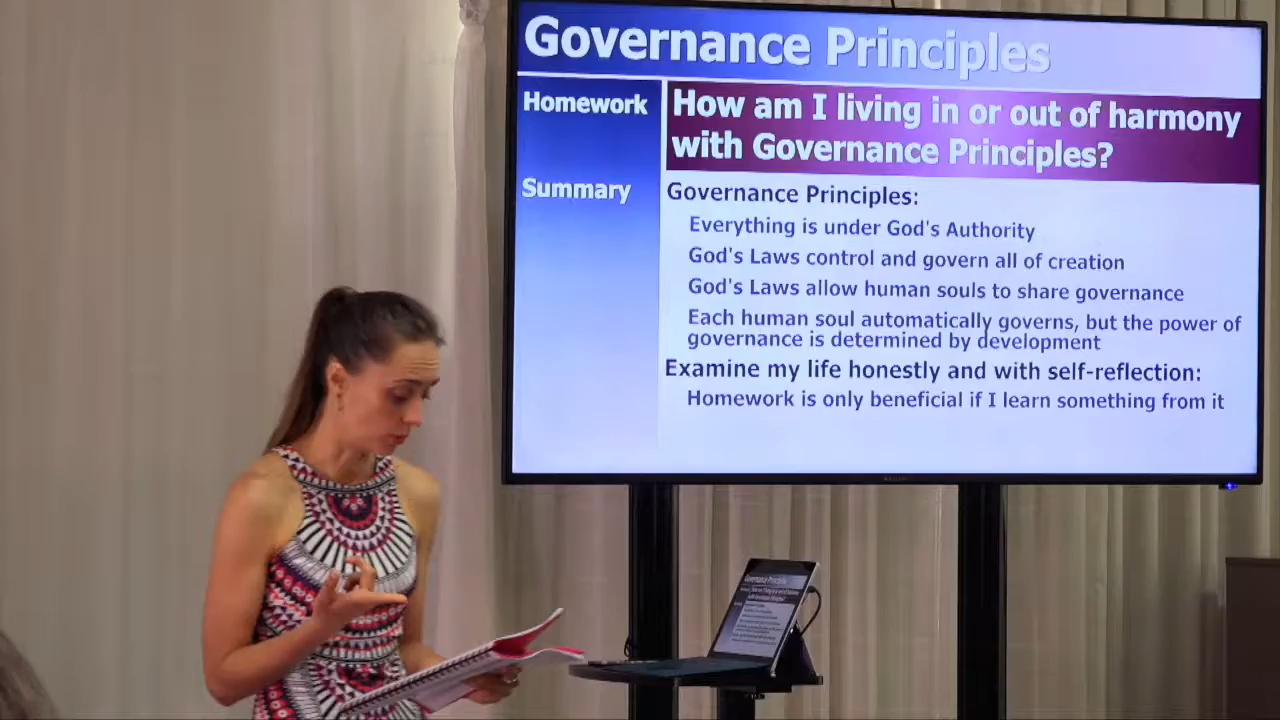 Governance Principles
Homework
How am I living in or out of harmony
with Governance Principles?
Summary
Governance Principles:
Everything is under God's Authority
God's Laws control and govern all of creation
God's Laws allow human souls to share governance
Each human soul automatically governs, but the power of
governance is determined by development
Examine my life honestly and with self-reflection:
Homework is only beneficial if I learn something from it
Governance Principles